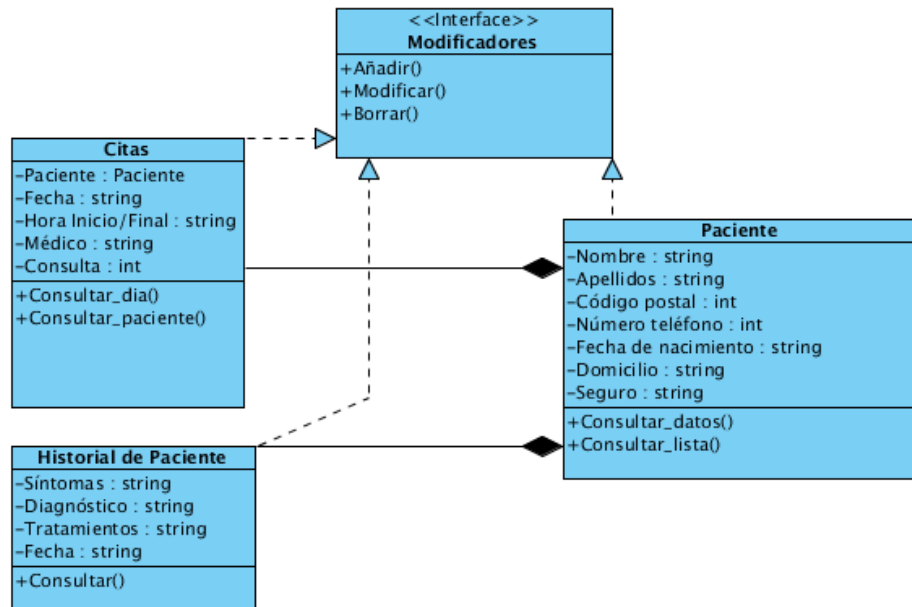 <<Interface>>
Modificadores
+Añadir()
+Modificar()
+Borrar()
Citas
-Paciente : Paciente
-Fecha : string
-Hora Inicio/Final : string
-Médico : string
-Consulta : int
+Consultar_dia()
+Consultar_paciente()
Paciente
-Nombre : string
-Apellidos : string
-Código postal : int
-Número teléfono : int
-Fecha de nacimiento : string
-Domicilio : string
-Seguro : string
+Consultar_datos()
+Consultar_lista()
Historial de Paciente
-Síntomas : string
-Diagnóstico : string
-Tratamientos : string
-Fecha : string
+Consultar()